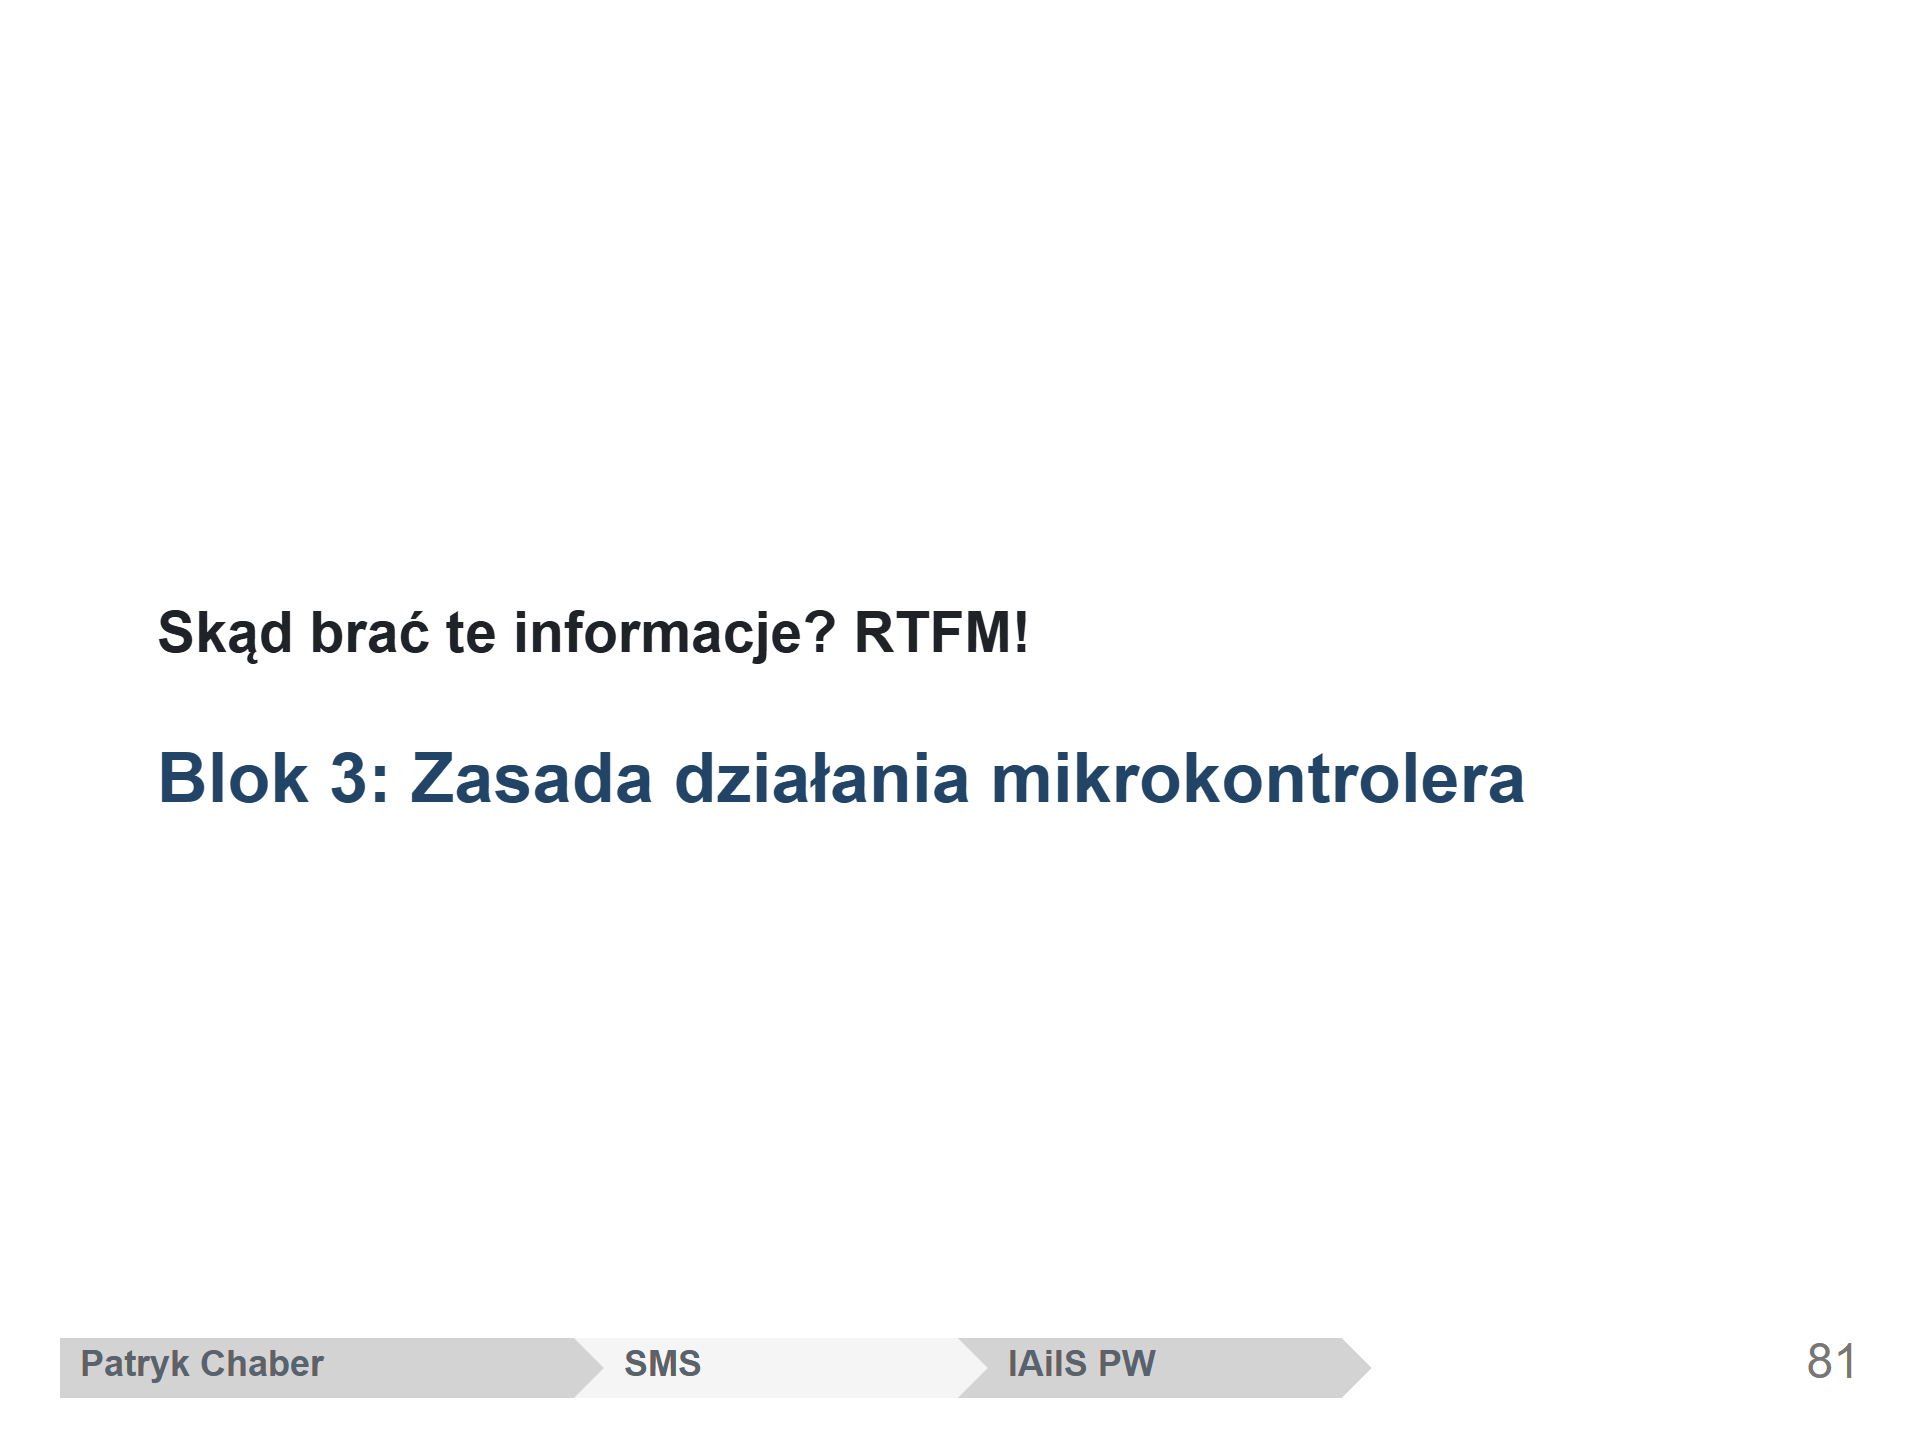 Skąd brać te informacje? RTFM!
Blok 3: Zasada działania mikrokontrolera
Patryk Chaber
SMS
IAiIS PW
81